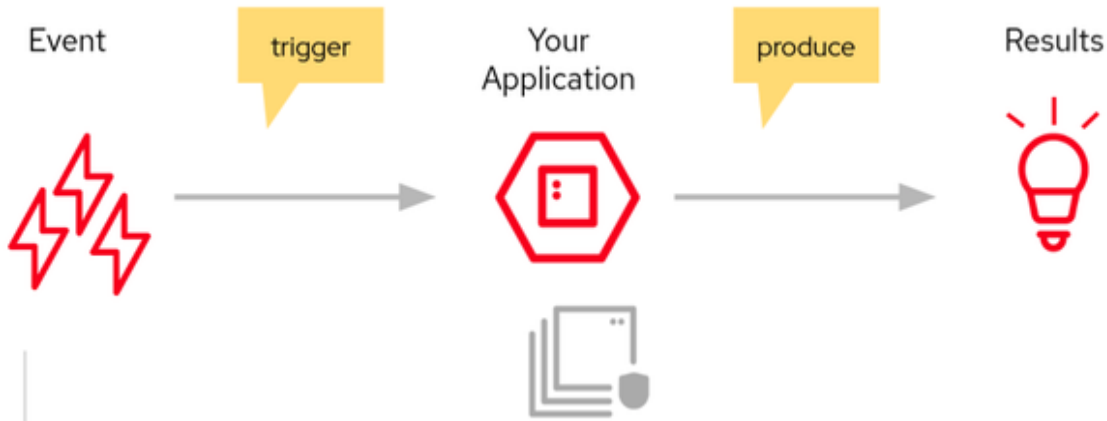 Event
trigger
Your
Application
produce
Results